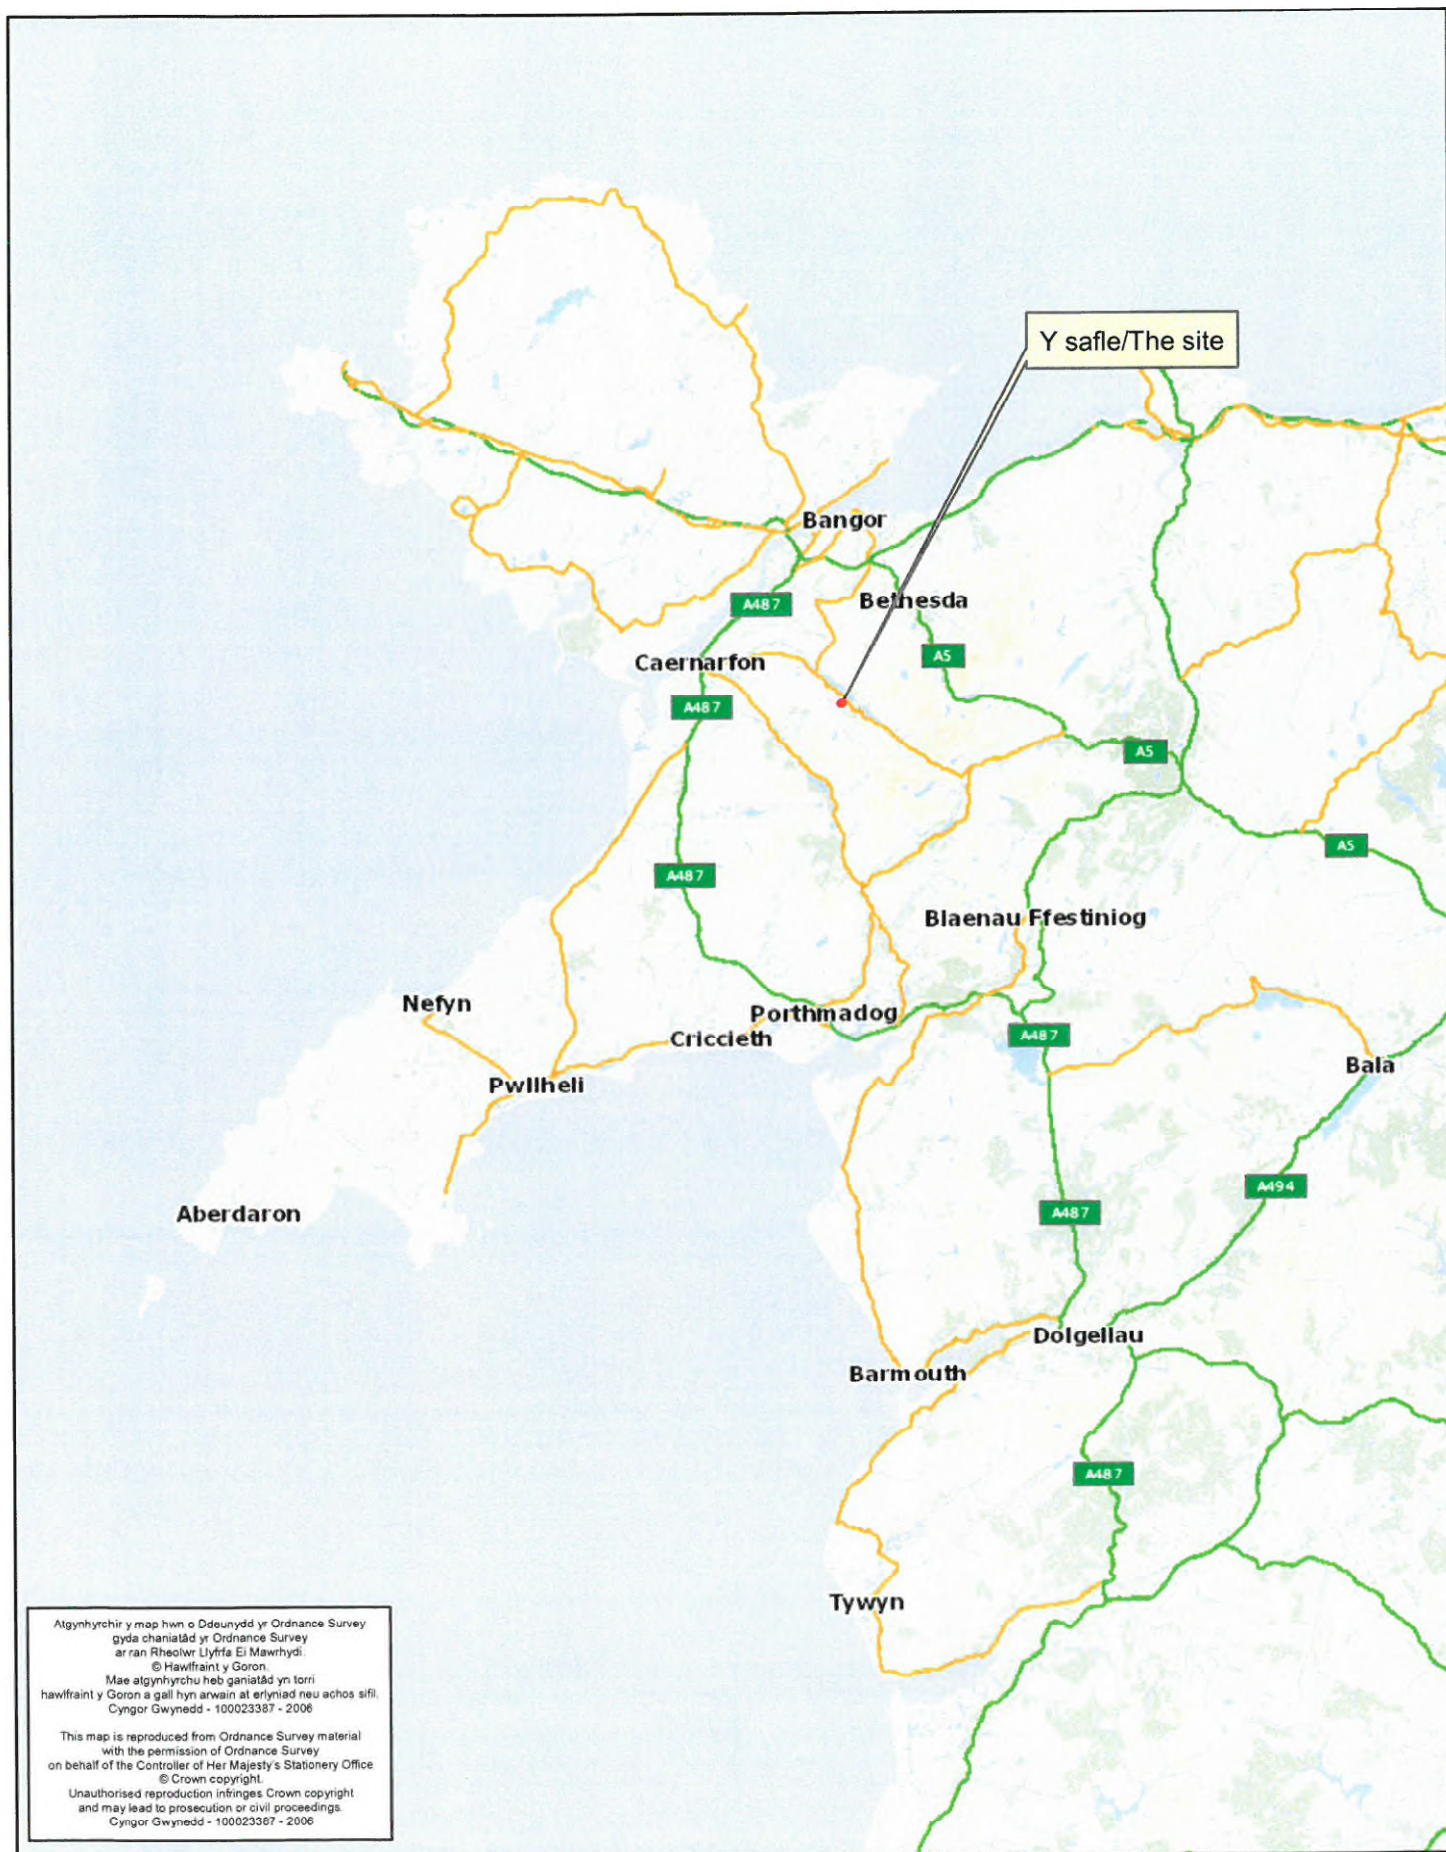 Y safle/The site
Bangor
Bethesda
A487
A5
Caernarfon
A487
A5
A5
A487
Blaenau Ffestiniog
Nefyn
Porthmadog
Criccieth
A487
Bala
Pwllheli
A494
A487
Aberdaron
Dolgellau
Barmouth
A487
Tywyn
Atgynhyrchir y map hwn o Ddeunydd yr Ordnance Survey
gyda chaniatâd yr Ordnance Survey
ar ran Rheolwr Llyfrfa Ei Mawrhydi.
© Hawlfraint y Goron.
Mae atgynhyrchu heb ganiatâd yn torri
hawlfraint y Goron a gall hyn arwain at erlyniad neu achos sifil.
Cyngor Gwynedd - 100023387 - 2006
This map is reproduced from Ordnance Survey material
with the permission of Ordnance Survey
on behalf of the Controller of Her Majesty's Stationery Office
© Crown copyright.
Unauthorised reproduction infringes Crown copyright
and may lead to prosecution or civil proceedings.
Cyngor Gwynedd - 100023387 - 2006